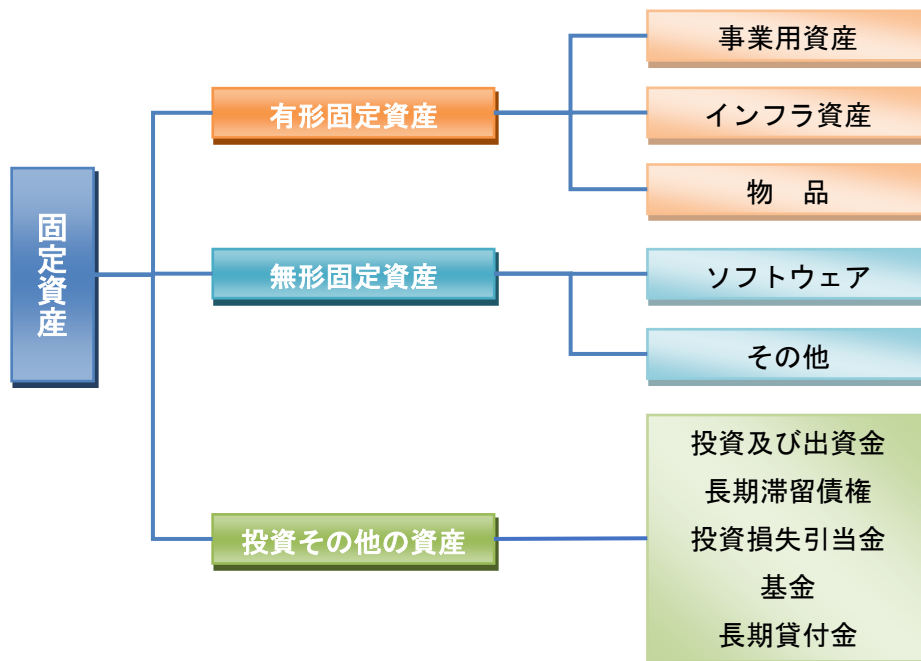 固定資産
有形固定資産
事業用資産
インフラ資産
物　品
無形固定資産
ソフトウェア
その他
投資その他の資産
投資及び出資金
長期滞留債権
投資損失引当金
基金
長期貸付金